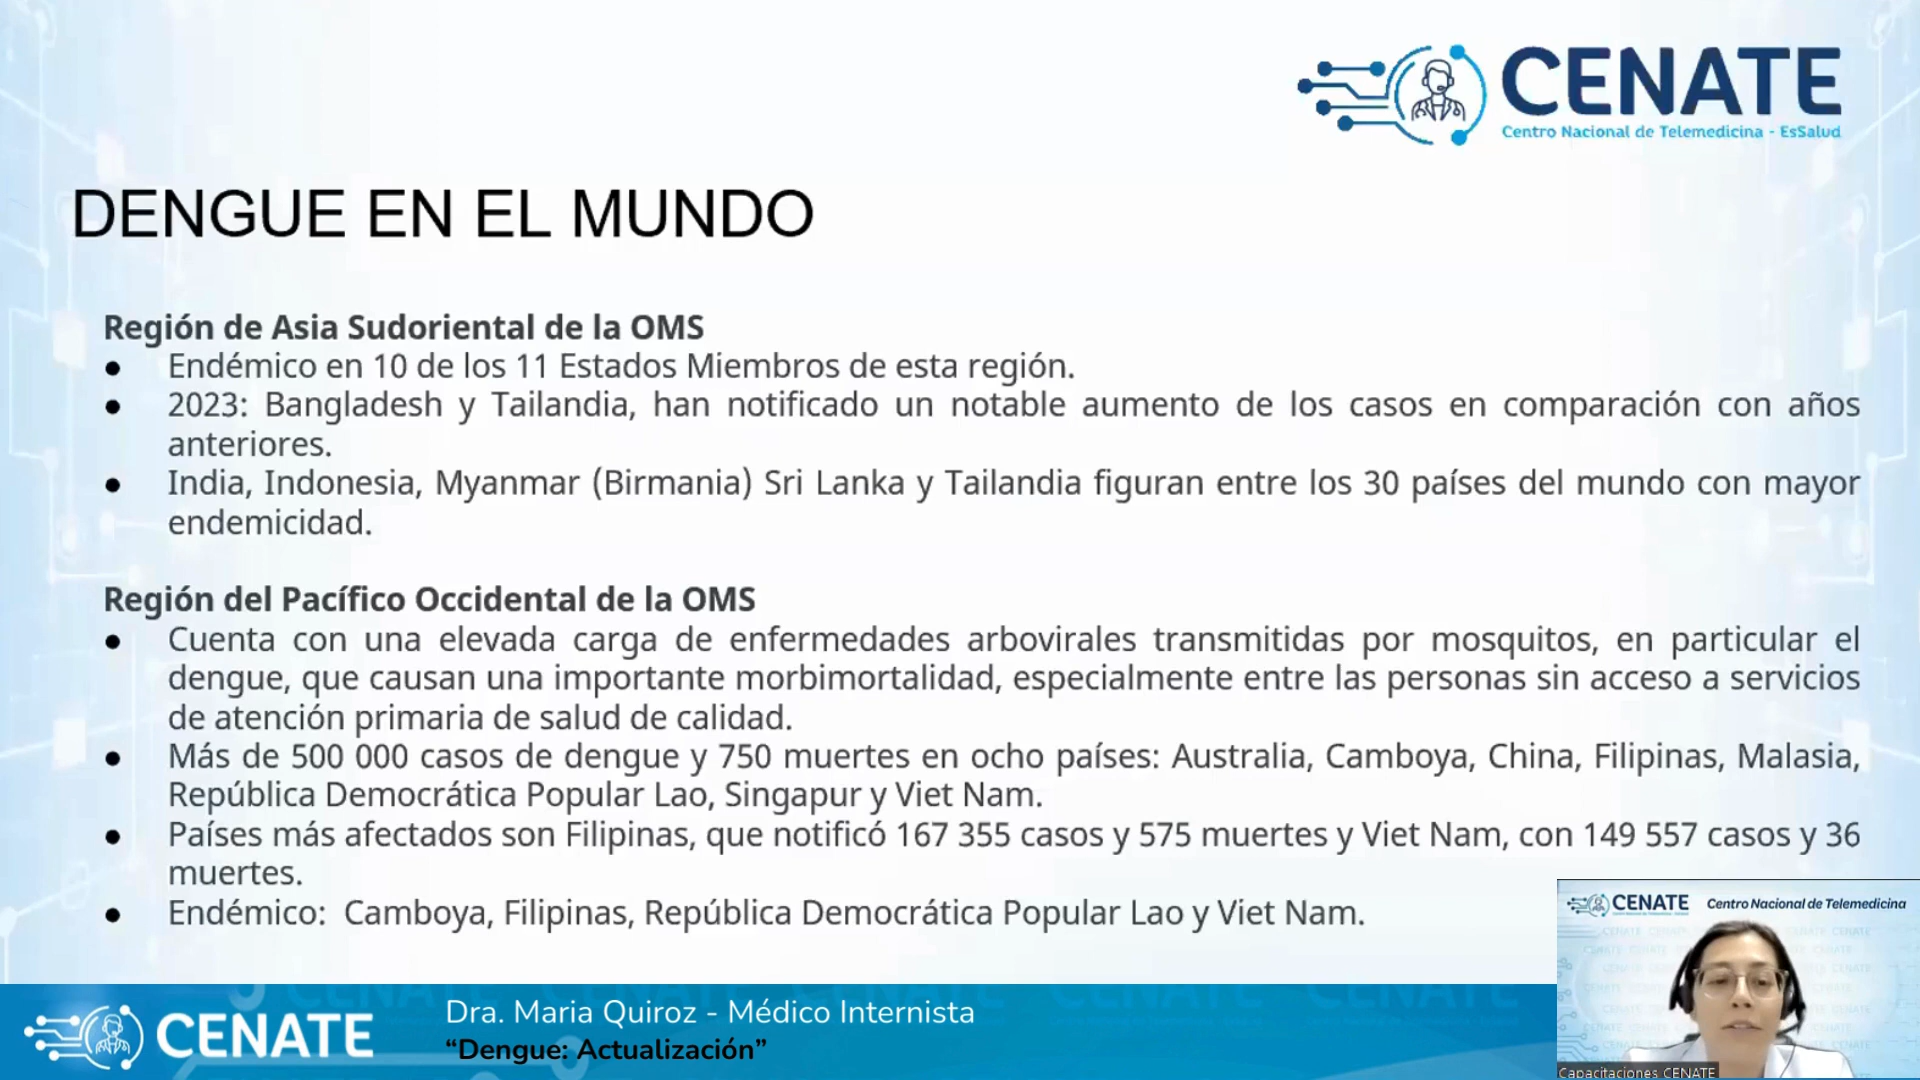 CENATE
Centro Nacional de Telemedicina - EsSalud
DENGUE EN EL MUNDO
Región de Asia Sudoriental de la OMS
● Endémico en 10 de los 11 Estados Miembros de esta región.
● 2023: Bangladesh y Tailandia, han notificado un notable aumento de los casos en comparación con años
anteriores.
● India, Indonesia, Myanmar (Birmania) Sri Lanka y Tailandia figuran entre los 30 países del mundo con mayor
endemicidad.
Región del Pacífico Occidental de la OMS
● Cuenta con una elevada carga de enfermedades arbovirales transmitidas por mosquitos, en particular el
dengue, que causan una importante morbimortalidad, especialmente entre las personas sin acceso a servicios
de atención primaria de salud de calidad.
● Más de 500 000 casos de dengue y 750 muertes en ocho países: Australia, Camboya, China, Filipinas, Malasia,
República Democrática Popular Lao, Singapur y Viet Nam.
● Países más afectados son Filipinas, que notificó 167 355 casos y 575 muertes y Viet Nam, con 149 557 casos y 36
muertes.
● Endémico: Camboya, Filipinas, República Democrática Popular Lao y Viet Nam.
CENATE Centro Nacional de Telemedicina
CENATE
Dra. Maria Quiroz - Médico Internista
“Dengue: Actualización”
Capacitaciones CENATE